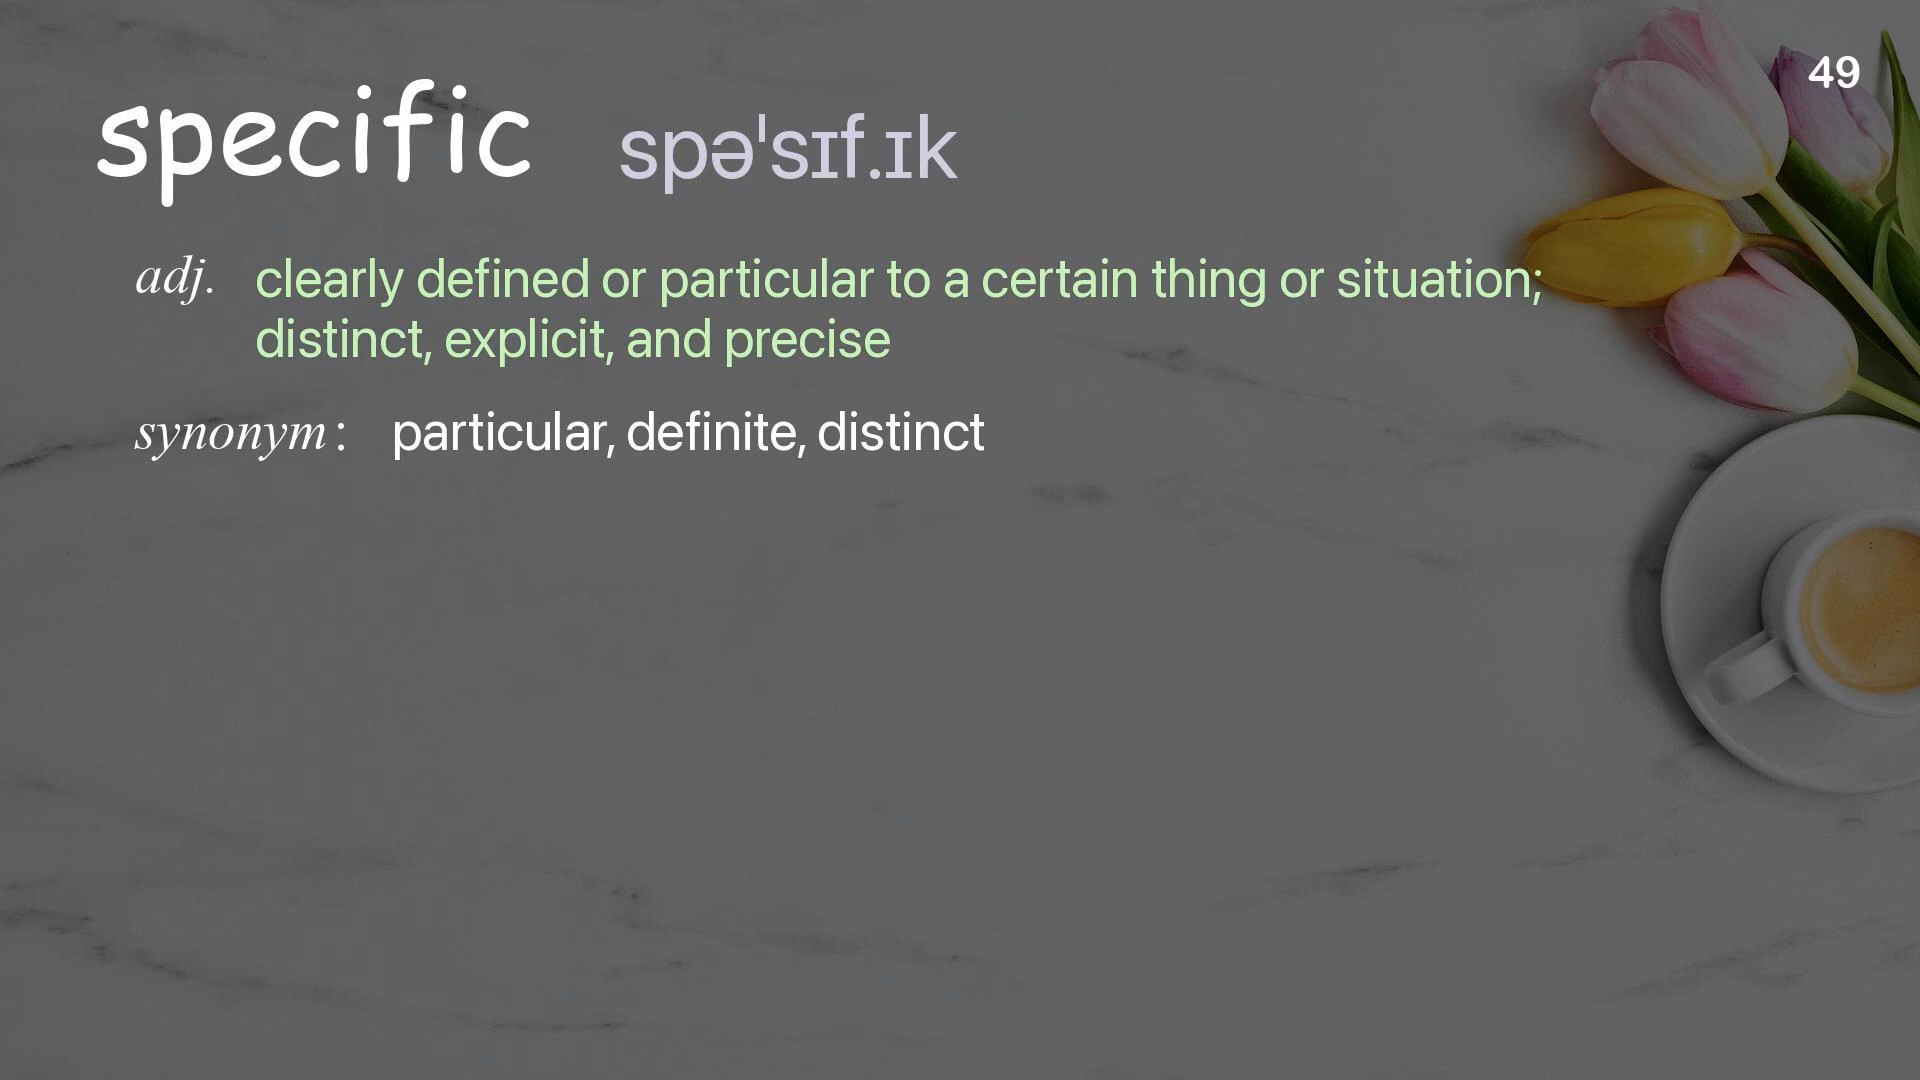 49
specific spəˈsɪf.ɪk
adj. clearly defined or particular to a certain thing or situation;
distinct, explicit, and precise
synonym: particular, definite, distinct